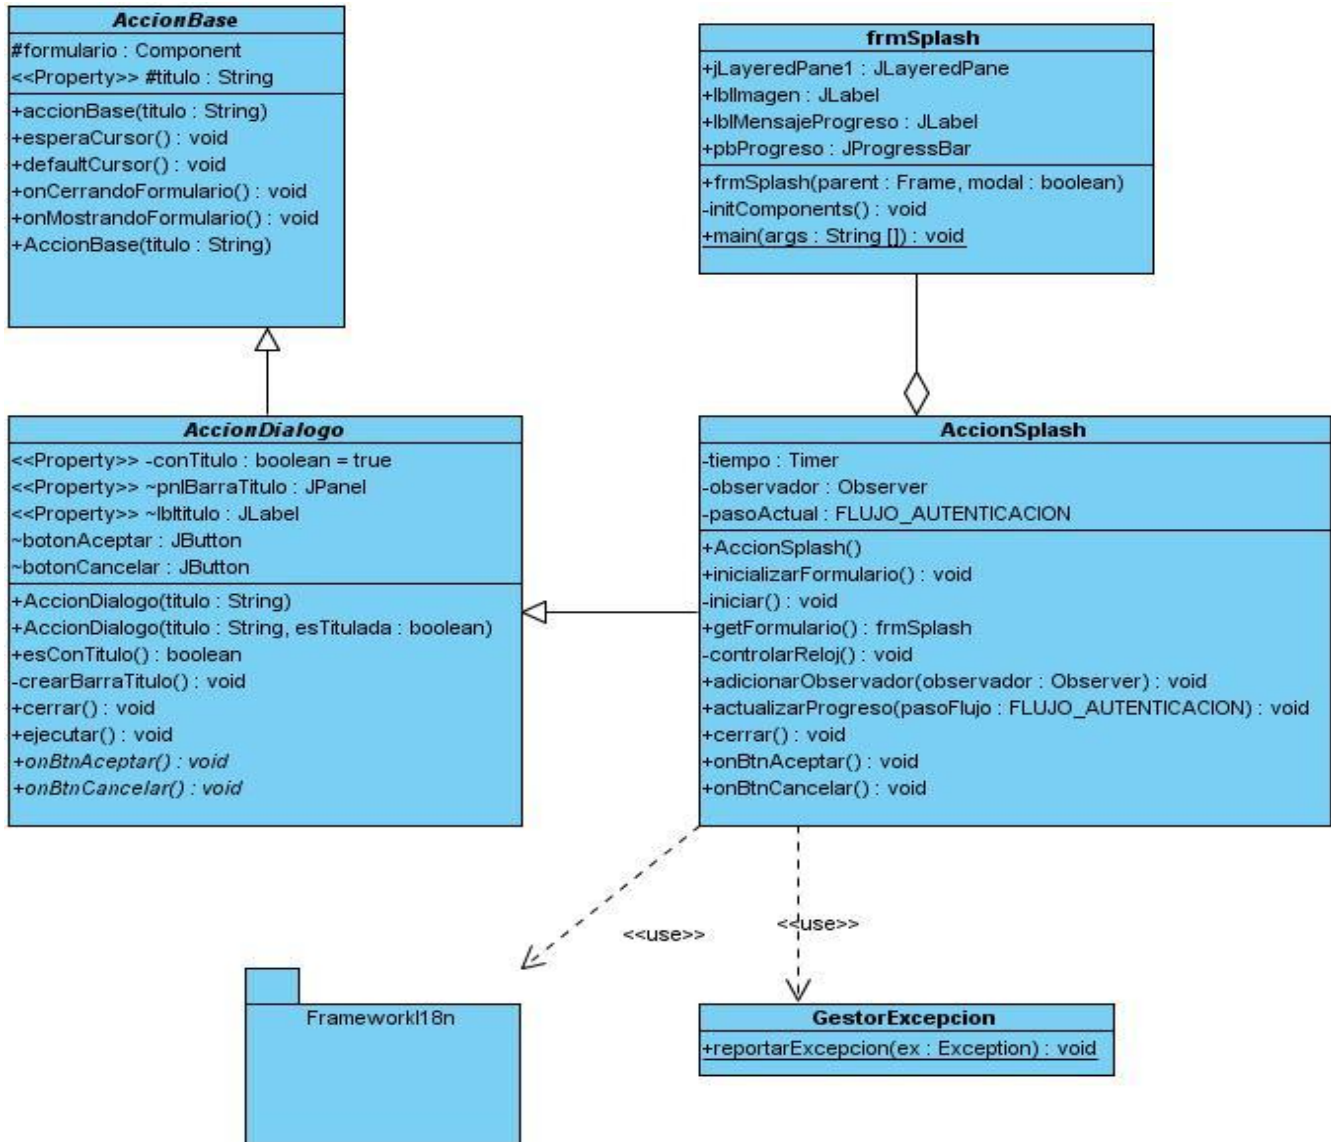 AccionBase
#formulario : Component
<<Property>> #titulo : String
+accionBase(titulo : String)
+esperaCursor() : void
+defaultCursor() : void
+onCerrandoFormulario() : void
+onMostrandoFormulario() : void
+AccionBase(titulo : String)
frmSplash
+jLayeredPane1 : JLayeredPane
+lblImagen : JLabel
+lblMensajeProgreso : JLabel
+pbProgreso : JProgressBar
+frmSplash(parent : Frame, modal : boolean)
-initComponents() : void
+main(args : String []) : void
AccionDialogo
<<Property>> -conTitulo : boolean = true
<<Property>> ~pnlBarraTitulo : JPanel
<<Property>> ~lbltitulo : JLabel
~botonAceptar : JButton
~botonCancelar : JButton
+AccionDialogo(titulo : String)
+AccionDialogo(titulo : String, esTitulada : boolean)
+esConTitulo() : boolean
-crearBarraTitulo() : void
+cerrar() : void
+ejecutar() : void
+onBtnAceptar() : void
+onBtnCancelar() : void
AccionSplash
-tiempo : Timer
-observador : Observer
-pasoActual : FLUJO_AUTENTICACION
+AccionSplash()
+inicializarFormulario() : void
-iniciar() : void
+getFormulario() : frmSplash
-controlarReloj() : void
+adicionarObservador(observador : Observer) : void
+actualizarProgreso(pasoFlujo : FLUJO_AUTENTICACION) : void
+cerrar() : void
+onBtnAceptar() : void
+onBtnCancelar() : void
<<use>>
<<use>>
FrameworkI18n
GestorExcepcion
+reportarExcepcion(ex : Exception) : void